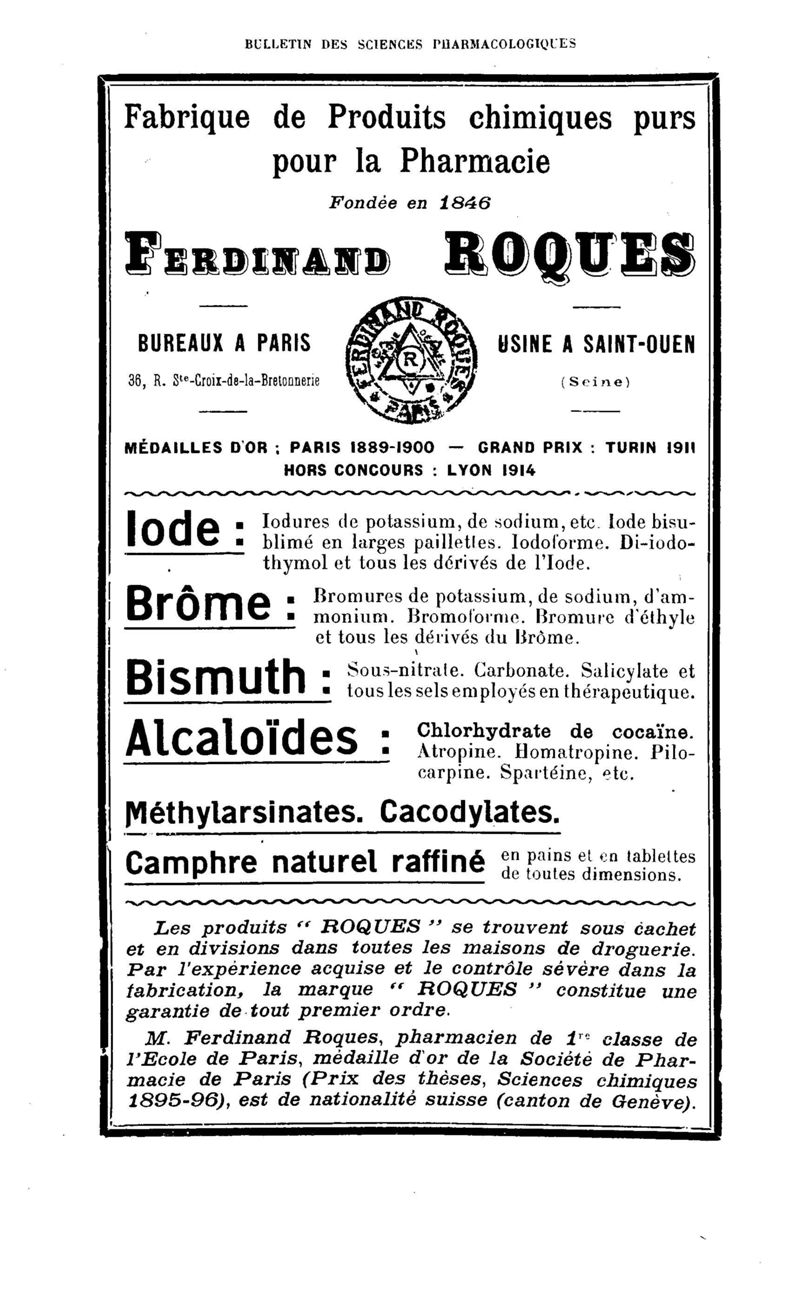 BULLETIN DES SCIENCES PHARMACOLOGIQUES
Fabrique de Produits chimiques purs
pour la Pharmacie
Fondée en 1846
FERDINAND ROQUES
BUREAUX A PARIS
36, R. Ste-Croix-de-la-Bretonnerie
FERDINAND ROQUES
R
PARIS
USINE A SAINT-OUEN
(Seine)
MÉDAILLES D'OR ; PARIS 1889-1900 — GRAND PRIX : TURIN 1911
HORS CONCOURS : LYON 1914
Iode : Iodures de potassium, de sodium, etc. Iode bisu-
blimé en larges paillettes. Iodoforme. Di-iodo-
thymol et tous les dérivés de l'Iode.
Brôme : Bromures de potassium, de sodium, d'am-
monium. Bromoforme. Bromure d'éthyle
et tous les dérivés du Brôme.
Bismuth : Sous-nitrate. Carbonate. Salicylate et
tous les sels employés en thérapeutique.
Alcaloïdes : Chlorhydrate de cocaïne.
Atropine. Homatropine. Pilo-
carpine. Spartéine, etc.
Méthylarsinates. Cacodylates.
Camphre naturel raffiné en pains et en tablettes
de toutes dimensions.
Les produits “ ROQUES ” se trouvent sous cachet
et en divisions dans toutes les maisons de droguerie.
Par l'expérience acquise et le contrôle sévère dans la
fabrication, la marque “ ROQUES ” constitue une
garantie de tout premier ordre.
M. Ferdinand Roques, pharmacien de 1re classe de
l'Ecole de Paris, médaille d'or de la Société de Phar-
macie de Paris (Prix des thèses, Sciences chimiques
1895-96), est de nationalité suisse (canton de Genève).